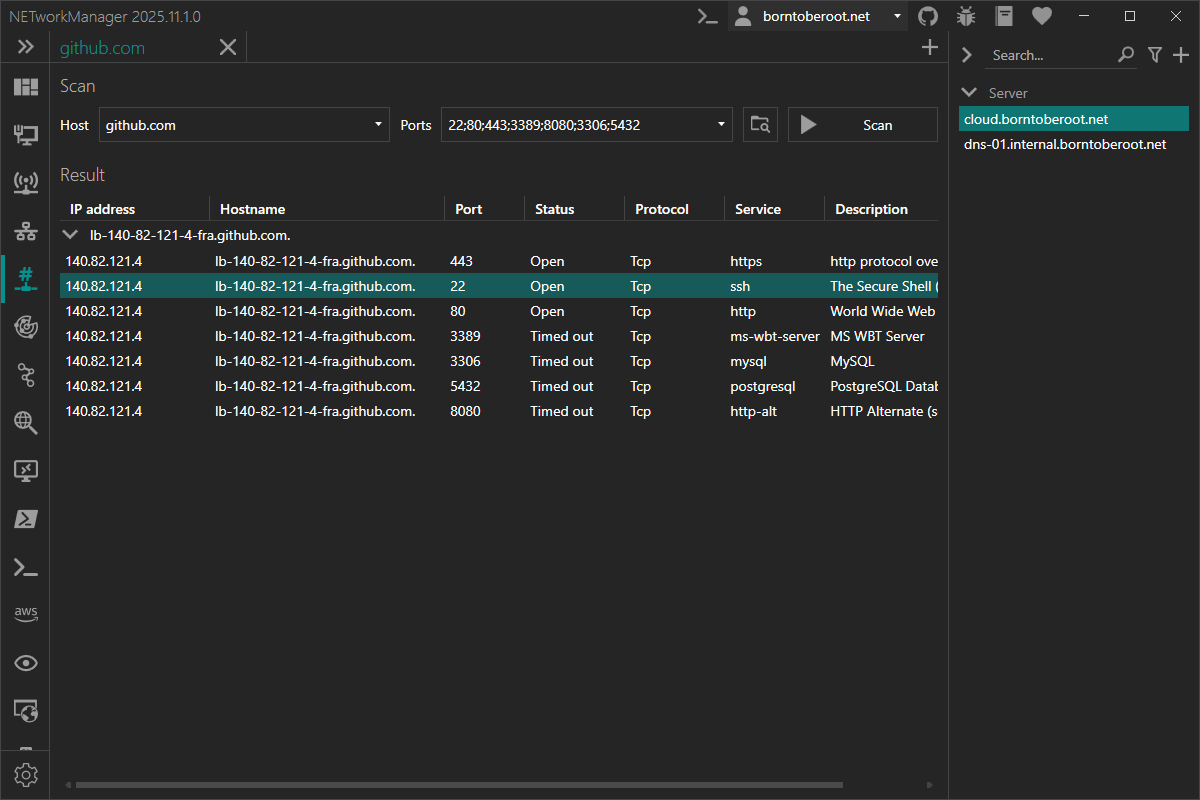 NETworkManager 2025.11.1.0 borntoberoot.net
github.com
Search...
Scan
Server
Host github.com Ports 22;80;443;3389;8080;3306;5432 Scan
cloud.borntoberoot.net
dns-01.internal.borntoberoot.net
Result
IP address Hostname Port Status Protocol Service Description
lb-140-82-121-4-fra.github.com.
140.82.121.4 lb-140-82-121-4-fra.github.com. 443 Open Tcp https http protocol ove
140.82.121.4 lb-140-82-121-4-fra.github.com. 22 Open Tcp ssh The Secure Shell (
140.82.121.4 lb-140-82-121-4-fra.github.com. 80 Open Tcp http World Wide Web
140.82.121.4 lb-140-82-121-4-fra.github.com. 3389 Timed out Tcp ms-wbt-server MS WBT Server
140.82.121.4 lb-140-82-121-4-fra.github.com. 3306 Timed out Tcp mysql MySQL
140.82.121.4 lb-140-82-121-4-fra.github.com. 5432 Timed out Tcp postgresql PostgreSQL Datab
140.82.121.4 lb-140-82-121-4-fra.github.com. 8080 Timed out Tcp http-alt HTTP Alternate (s
aws